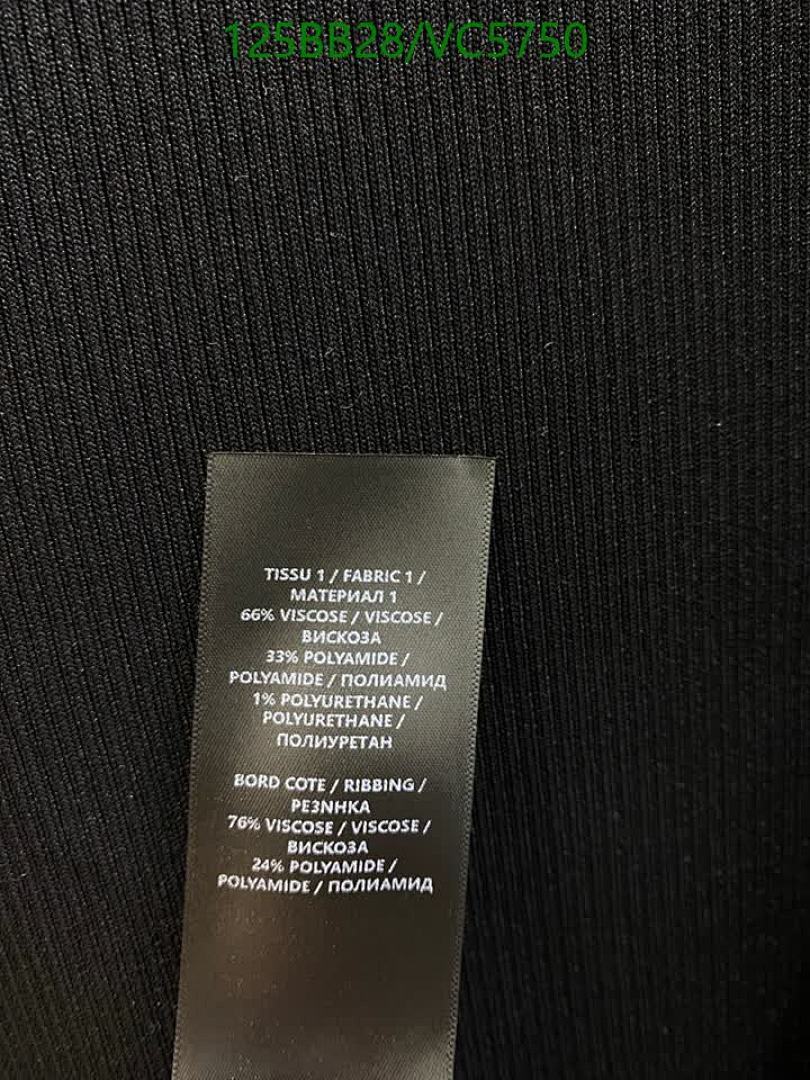 125BB28/VC5750
TISSU 1 / FABRIC 1 /
МАТЕРИАЛ 1
66% VISCOSE / VISCOSE /
ВИСКОЗА
33% POLYAMIDE /
POLYAMIDE / ПОЛИАМИД
1% POLYURETHANE /
POLYURETHANE /
ПОЛИУРЕТАН
BORD COTE / RIBBING /
РЕЗNНКА
76% VISCOSE / VISCOSE /
ВИСКОЗА
24% POLYAMIDE /
POLYAMIDE / ПОЛИАМИД